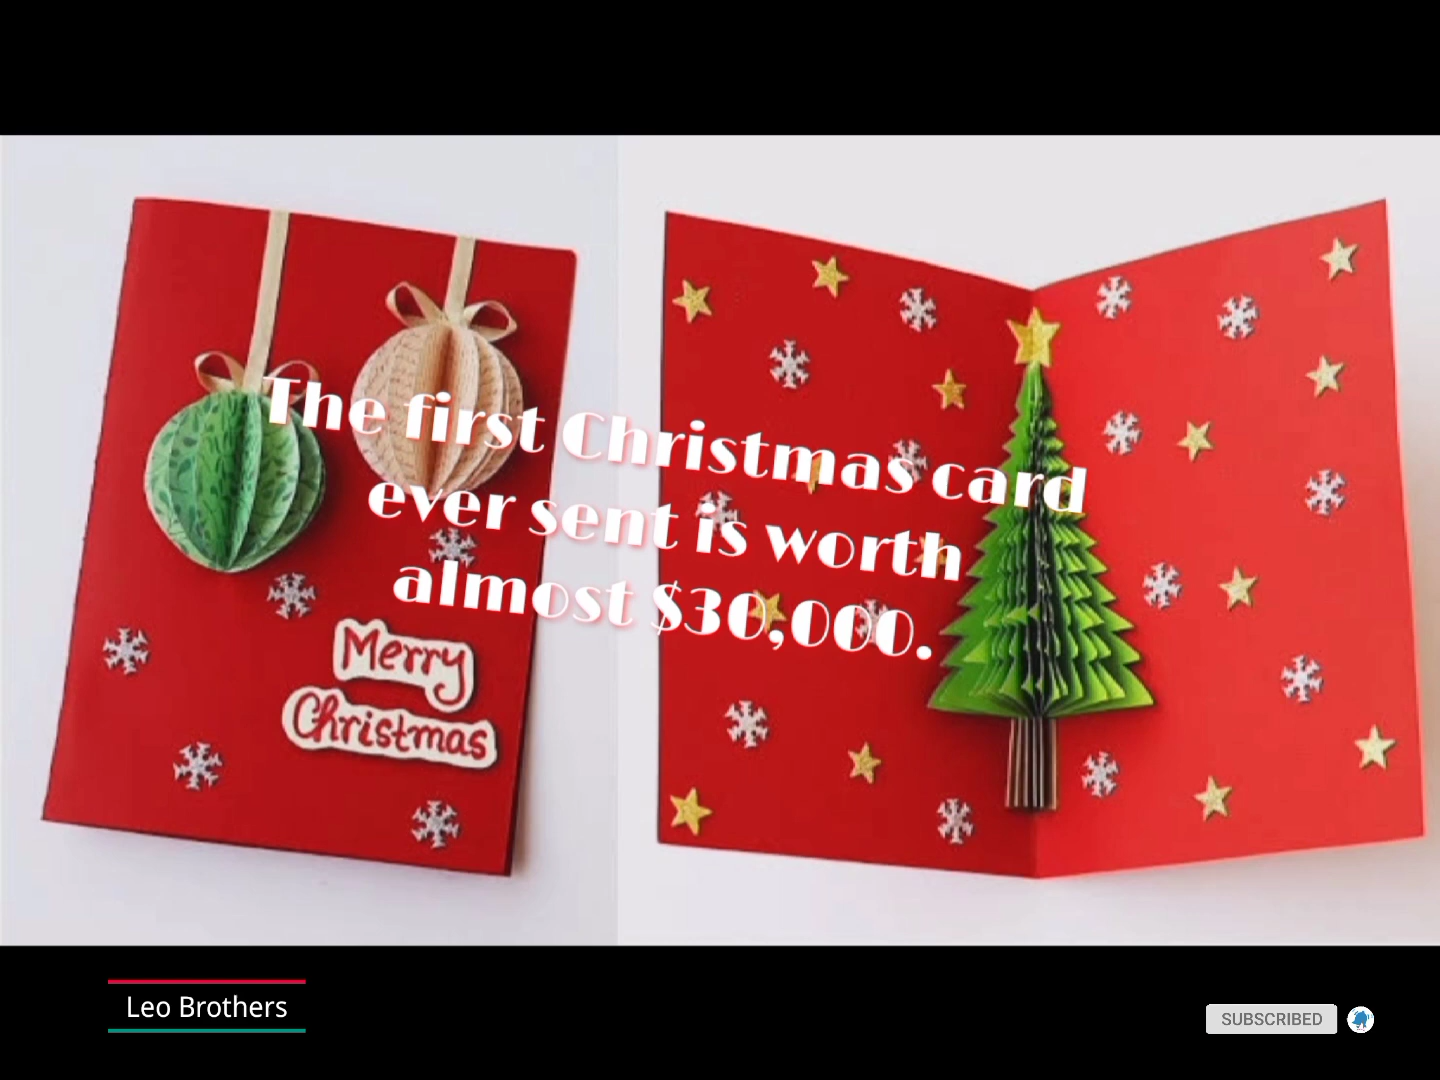 The first Christmas card
ever sent is worth
almost $30,000.
Merry
Christmas
Leo Brothers
SUBSCRIBED